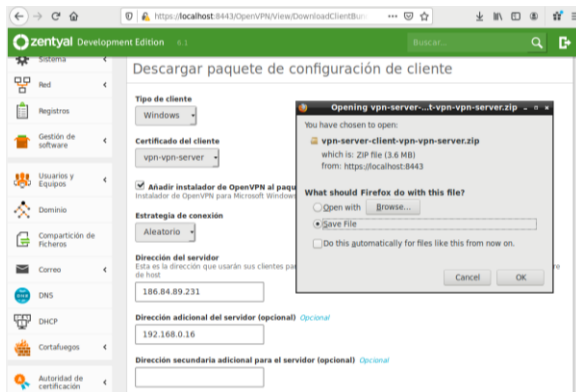 https://localhost:8443/OpenVPN/View/DownloadClientBun
zentyal Development Edition 6.1
Buscar...
Sistema
Red
Registros
Gestión de
software
Usuarios y
Equipos
Dominio
Compartición de
Ficheros
Correo
DNS
DHCP
Cortafuegos
Autoridad de
certificación
Descargar paquete de configuración de cliente
Tipo de cliente
Windows
Certificado del cliente
vpn-vpn-server
Añadir instalador de OpenVPN al paqu
Instalador de OpenVPN para Microsoft Windows
Estrategia de conexión
Aleatorio
Dirección del servidor
Esta es la dirección que usarán sus clientes par
re
de host
186.84.89.231
Dirección adicional del servidor (opcional) Opcional
192.168.0.16
Dirección secundaria adicional para el servidor (opcional) Opcional
Opening vpn-server-...t-vpn-vpn-server.zip
You have chosen to open:
vpn-server-client-vpn-vpn-server.zip
which is: ZIP file (3.6 MB)
from: https://localhost:8443
What should Firefox do with this file?
Open with Browse...
Save File
Do this automatically for files like this from now on.
Cancel OK